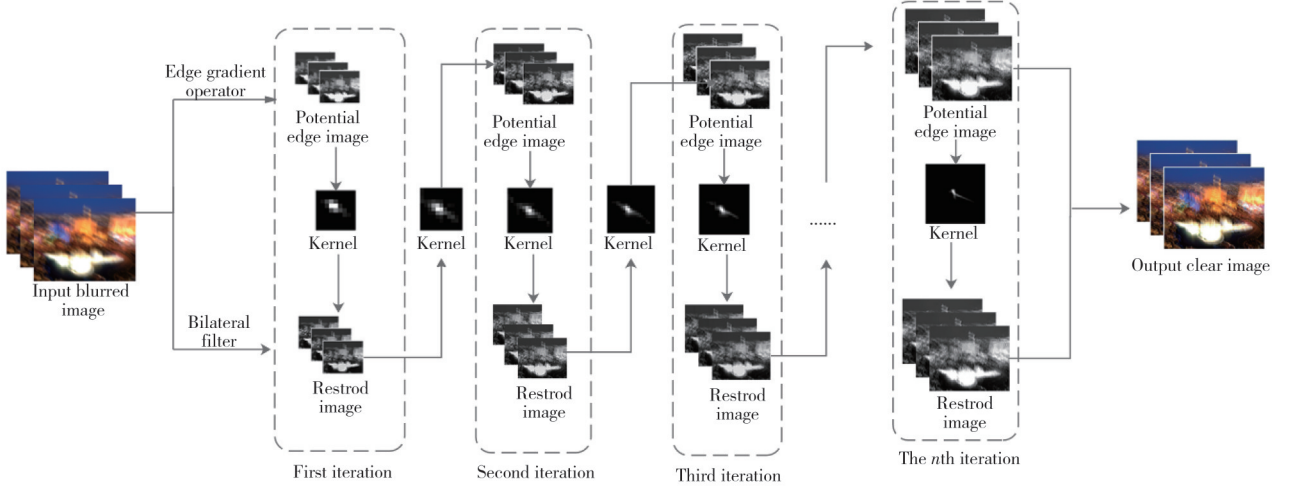 Input blurred
image
Edge gradient
operator
Bilateral
filter
Potential
edge image
Kernel
Restrod
image
First iteration
Kernel
Potential
edge image
Kernel
Restrod
image
Second iteration
Kernel
Potential
edge image
Kernel
Restrod
image
Third iteration
......
Potential
edge image
Kernel
Restrod
image
The nth iteration
Output clear image